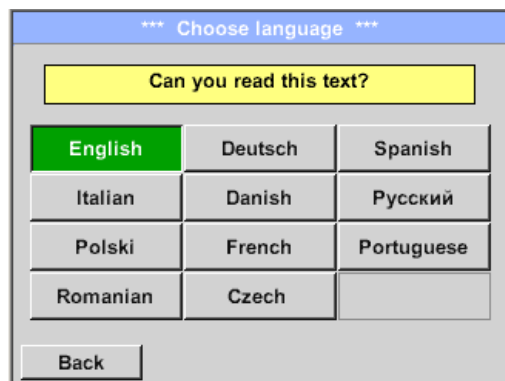 *** Choose language ***
Can you read this text?
English Deutsch Spanish
Italian Danish Русский
Polski French Portuguese
Romanian Czech
Back